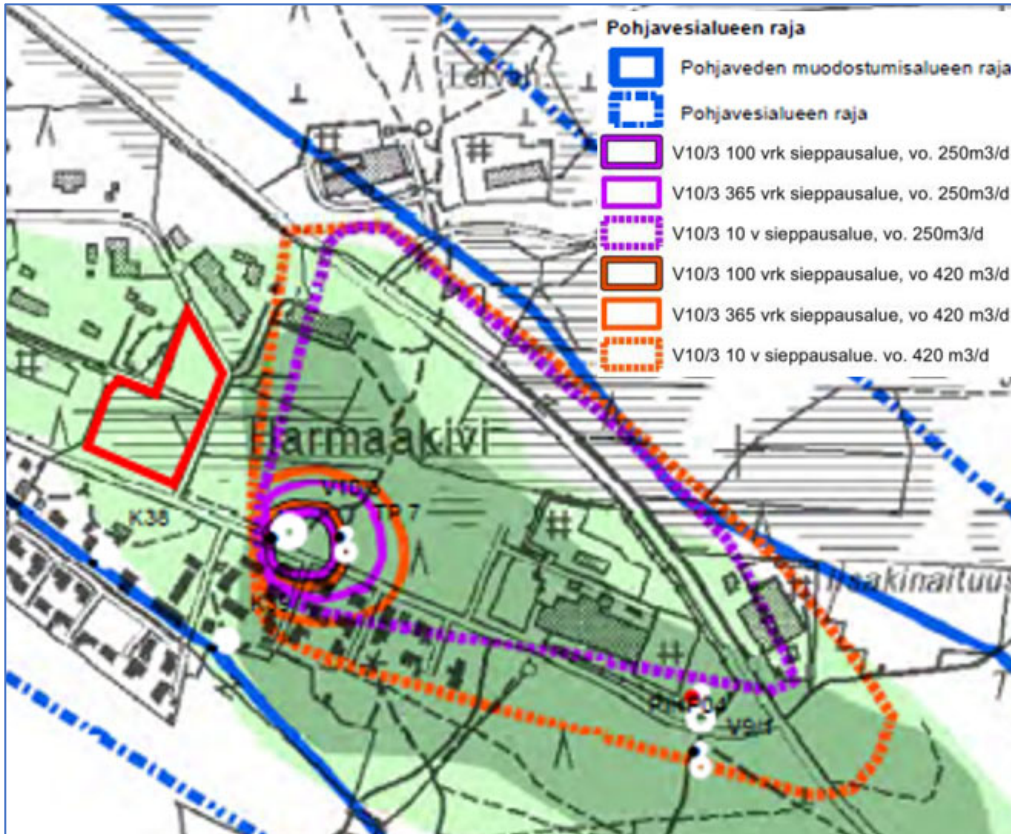 Pohjavesialueen raja
Pohjaveden muodostumisalueen raja
Pohjavesialueen raja
V10/3 100 vrk sieppausalue, vo. 250m3/d
V10/3 365 vrk sieppausalue, vo. 250m3/d
V10/3 10 v sieppausalue, vo. 250m3/d
V10/3 100 vrk sieppausalue, vo 420 m3/d
V10/3 365 vrk sieppausalue, vo 420 m3/d
V10/3 10 v sieppausalue. vo. 420 m3/d
Harmaakivi
TP 7
K38